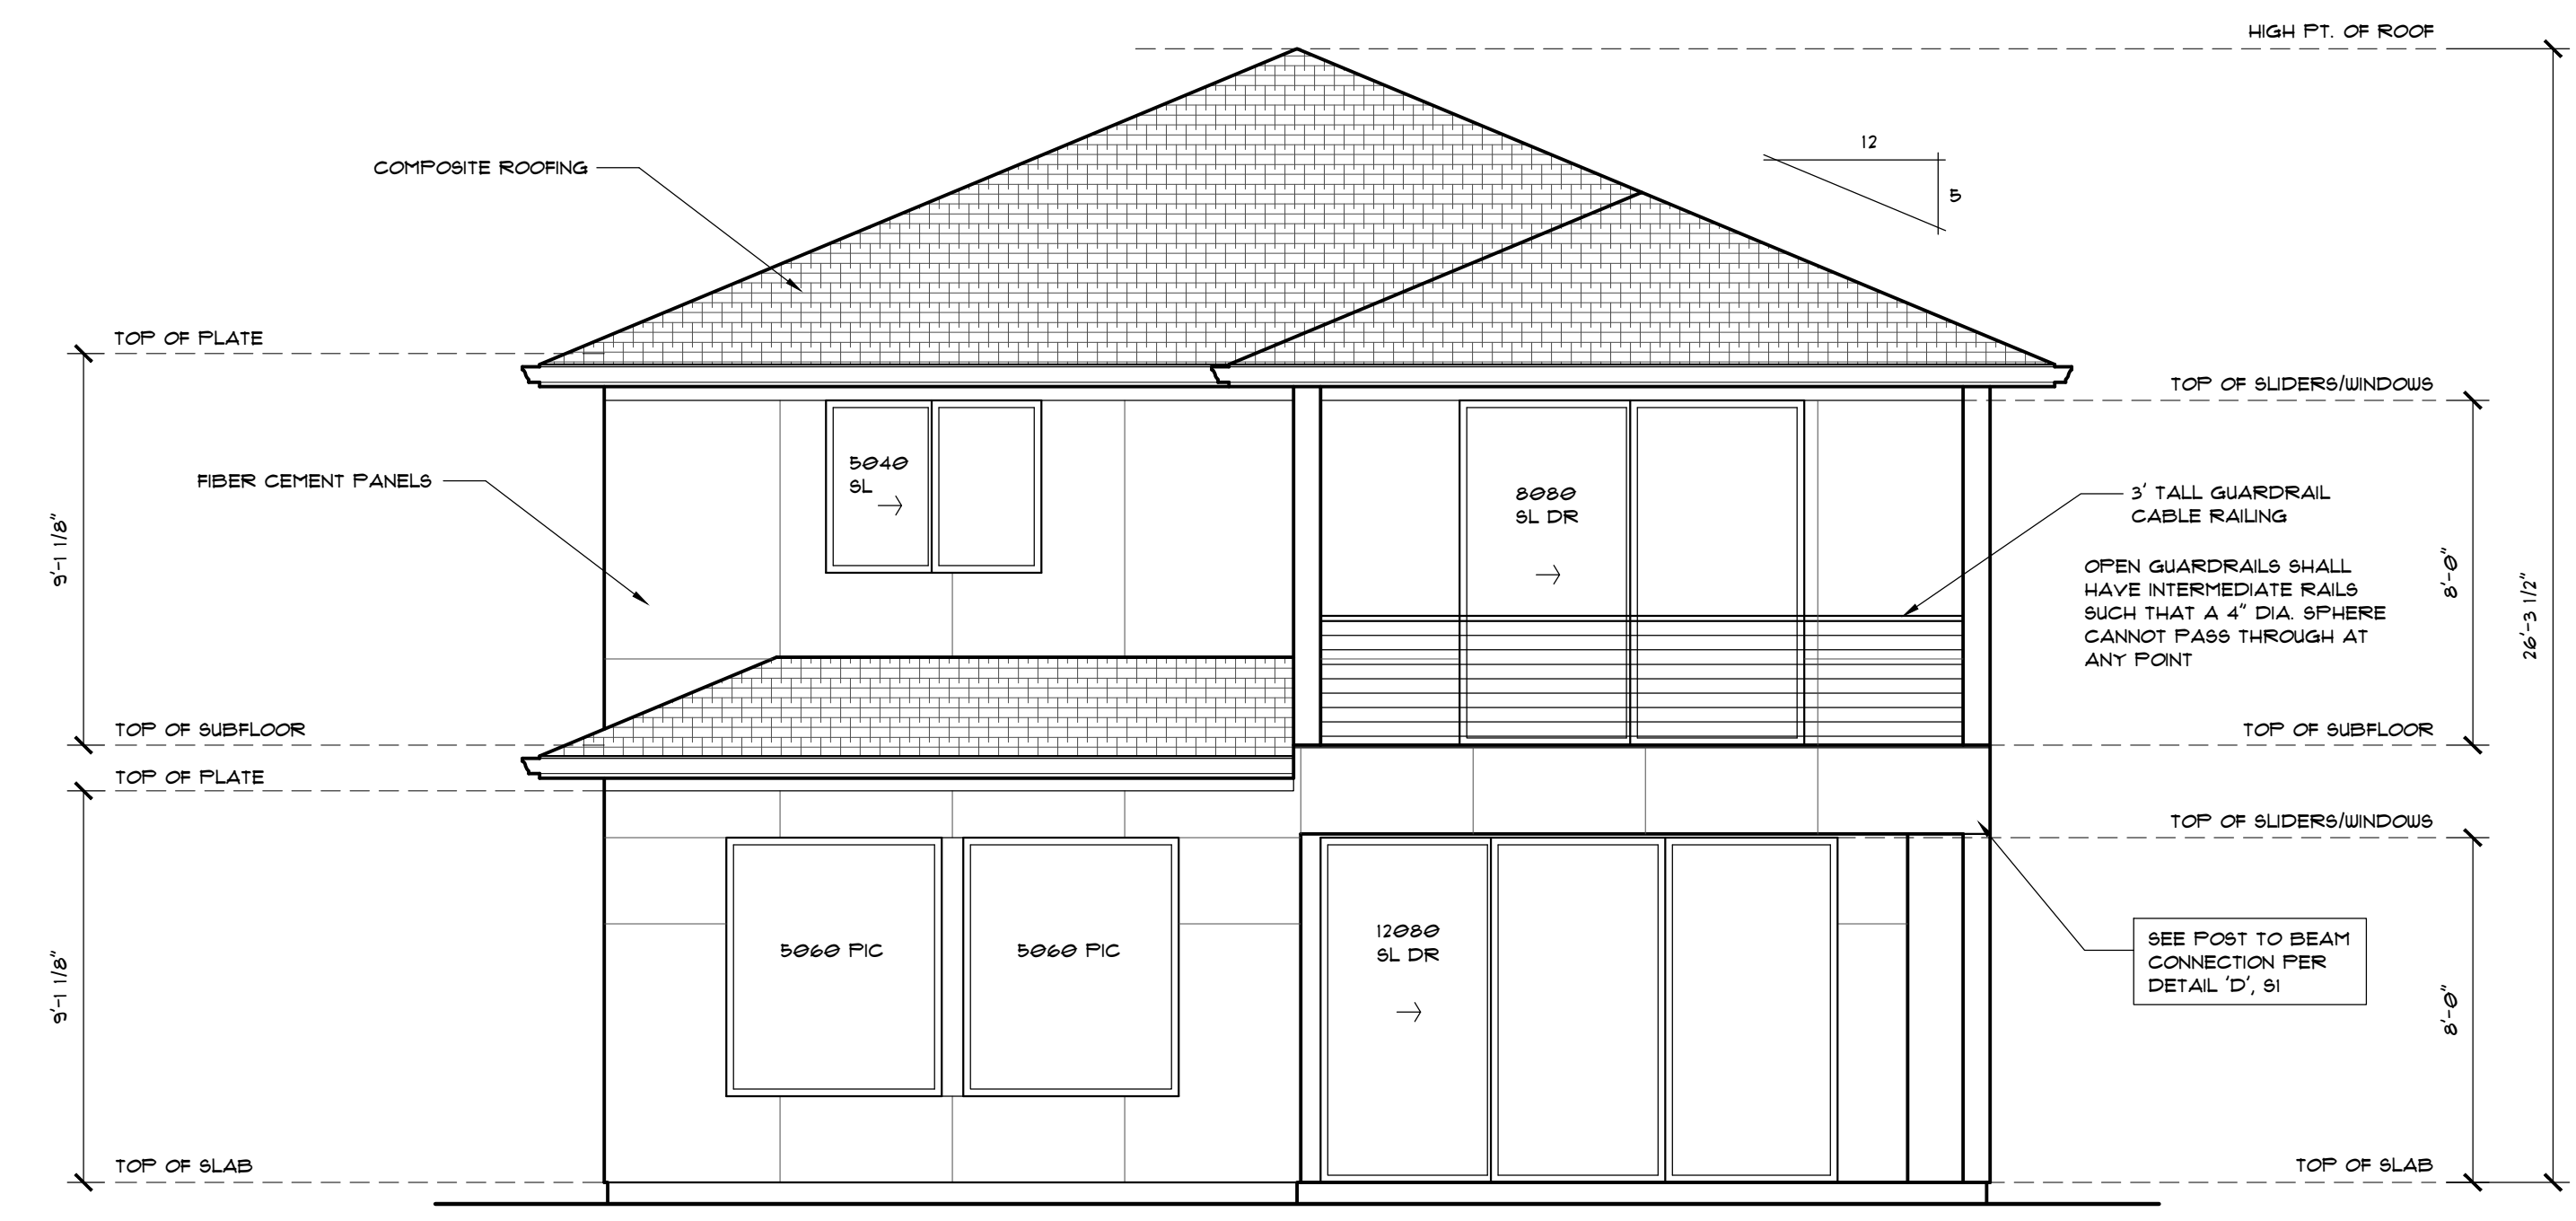 HIGH PT. OF ROOF
12
5
COMPOSITE ROOFING
TOP OF PLATE
TOP OF SLIDERS/WINDOWS
FIBER CEMENT PANELS
5040
SL
8080
SL DR
3' TALL GUARDRAIL
CABLE RAILING
OPEN GUARDRAILS SHALL
HAVE INTERMEDIATE RAILS
SUCH THAT A 4" DIA. SPHERE
CANNOT PASS THROUGH AT
ANY POINT
9'-1 1/8"
8'-0"
26'-3 1/2"
TOP OF SUBFLOOR
TOP OF SUBFLOOR
TOP OF PLATE
TOP OF SLIDERS/WINDOWS
5060 PIC
5060 PIC
12080
SL DR
SEE POST TO BEAM
CONNECTION PER
DETAIL 'D', S1
9'-1 1/8"
8'-0"
TOP OF SLAB
TOP OF SLAB